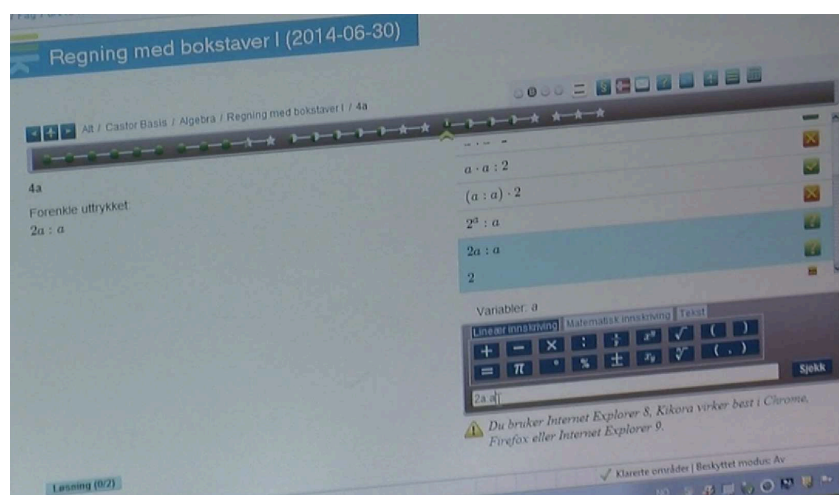 Regning med bokstaver I (2014-06-30)
Alt / Castor Basis / Algebra / Regning med bokstaver I / 4a
4a
Forenkle uttrykket:
2a : a
a · a : 2
(a : a) · 2
2ᵃ : a
2a : a
2
Variabler: a
Lineær innskriving Matematisk innskriving Tekst
+ − × : xʸ √ ( )
= π ° % ± ( , )
2a:a
Sjekk
Du bruker Internet Explorer 8, Kikora virker best i Chrome,
Firefox eller Internet Explorer 9.
Løsning (0/2)
Klarerte områder | Beskyttet modus: Av